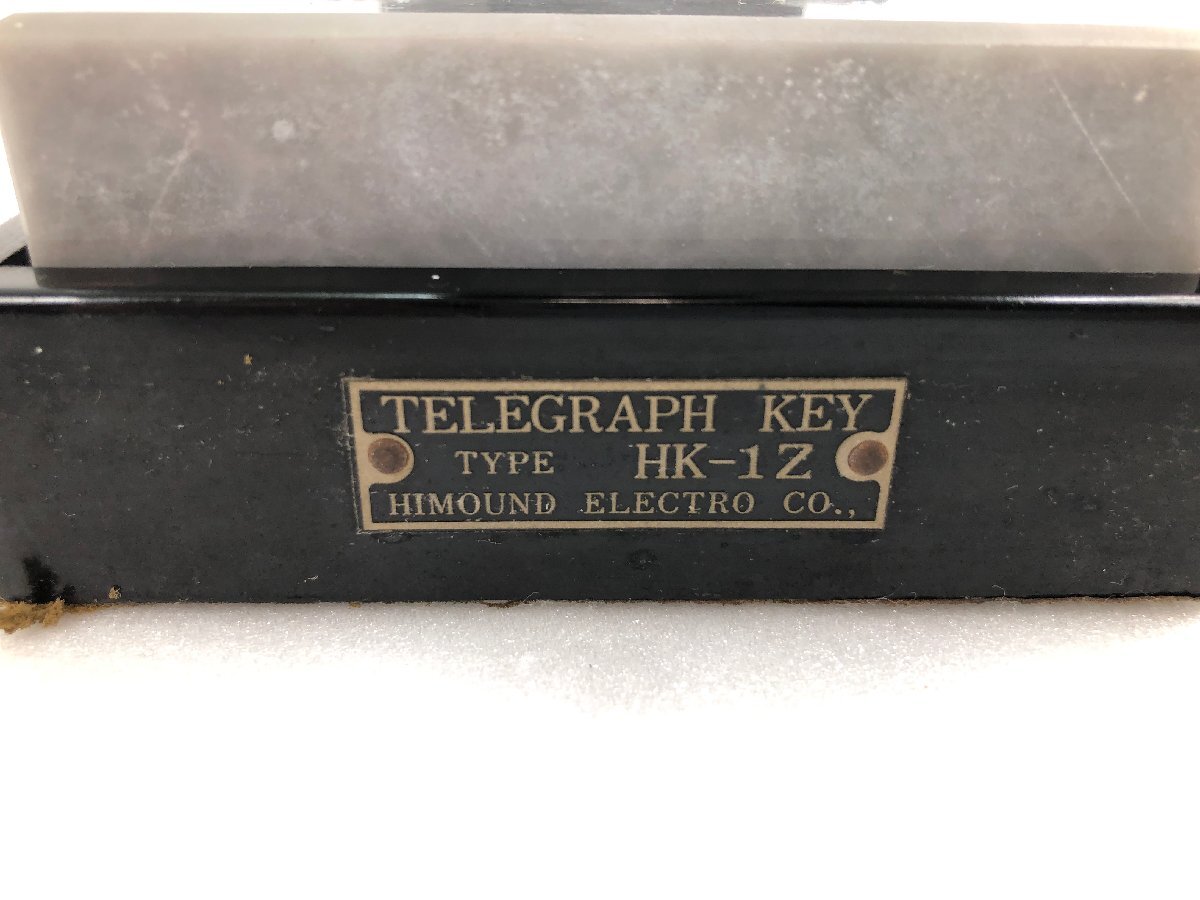 TELEGRAPH KEY
TYPE HK-1Z
HIMOUND ELECTRO CO.,